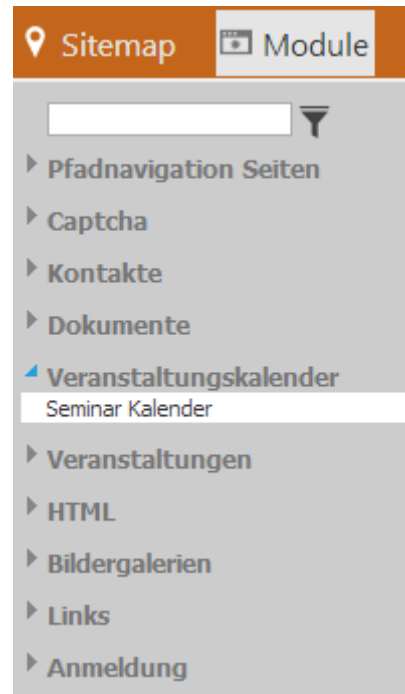 Sitemap Module
Pfadnavigation Seiten
Captcha
Kontakte
Dokumente
Veranstaltungskalender
Seminar Kalender
Veranstaltungen
HTML
Bildergalerien
Links
Anmeldung